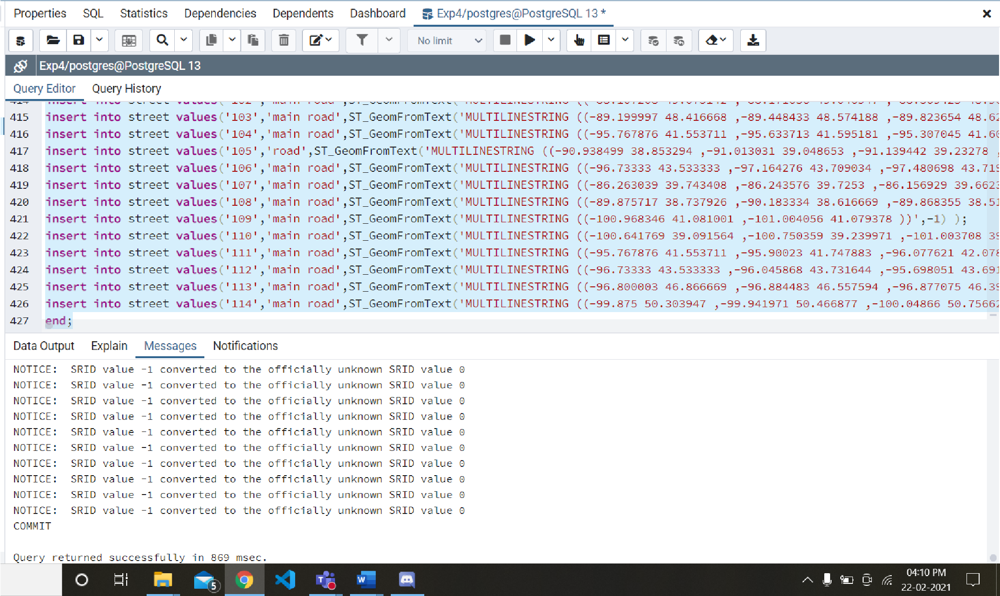 Properties SQL Statistics Dependencies Dependents Dashboard Exp4/postgres@PostgreSQL 13 *
No limit
Exp4/postgres@PostgreSQL 13
Query Editor Query History
415 insert into street values('103','main road',ST_GeomFromText('MULTILINESTRING ((-89.199997 48.416668 ,-89.448433 48.574188 ,-89.823654 48.62
416 insert into street values('104','main road',ST_GeomFromText('MULTILINESTRING ((-95.767876 41.553711 ,-95.633713 41.595181 ,-95.307045 41.60
417 insert into street values('105','road',ST_GeomFromText('MULTILINESTRING ((-90.938499 38.853294 ,-91.013031 39.048653 ,-91.139442 39.23278 ,
418 insert into street values('106','main road',ST_GeomFromText('MULTILINESTRING ((-96.73333 43.533333 ,-97.164276 43.709034 ,-97.480698 43.719
419 insert into street values('107','main road',ST_GeomFromText('MULTILINESTRING ((-86.263039 39.743408 ,-86.243576 39.7253 ,-86.156929 39.6623
420 insert into street values('108','main road',ST_GeomFromText('MULTILINESTRING ((-89.875717 38.737926 ,-90.183334 38.616669 ,-89.868355 38.51
421 insert into street values('109','main road',ST_GeomFromText('MULTILINESTRING ((-100.968346 41.081001 ,-101.004056 41.079378 ))',-1) );
422 insert into street values('110','main road',ST_GeomFromText('MULTILINESTRING ((-100.641769 39.091564 ,-100.750359 39.239971 ,-101.003708 39
423 insert into street values('111','main road',ST_GeomFromText('MULTILINESTRING ((-95.767876 41.553711 ,-95.90023 41.747883 ,-96.077621 42.078
424 insert into street values('112','main road',ST_GeomFromText('MULTILINESTRING ((-96.73333 43.533333 ,-96.045868 43.731644 ,-95.698051 43.691
425 insert into street values('113','main road',ST_GeomFromText('MULTILINESTRING ((-96.800003 46.866669 ,-96.884483 46.557594 ,-96.877075 46.39
426 insert into street values('114','main road',ST_GeomFromText('MULTILINESTRING ((-99.875 50.303947 ,-99.941971 50.466877 ,-100.04866 50.75662
427 end;
Data Output Explain Messages Notifications
NOTICE: SRID value -1 converted to the officially unknown SRID value 0
NOTICE: SRID value -1 converted to the officially unknown SRID value 0
NOTICE: SRID value -1 converted to the officially unknown SRID value 0
NOTICE: SRID value -1 converted to the officially unknown SRID value 0
NOTICE: SRID value -1 converted to the officially unknown SRID value 0
NOTICE: SRID value -1 converted to the officially unknown SRID value 0
NOTICE: SRID value -1 converted to the officially unknown SRID value 0
NOTICE: SRID value -1 converted to the officially unknown SRID value 0
NOTICE: SRID value -1 converted to the officially unknown SRID value 0
NOTICE: SRID value -1 converted to the officially unknown SRID value 0
COMMIT
Query returned successfully in 869 msec.
5
04:10 PM
22-02-2021